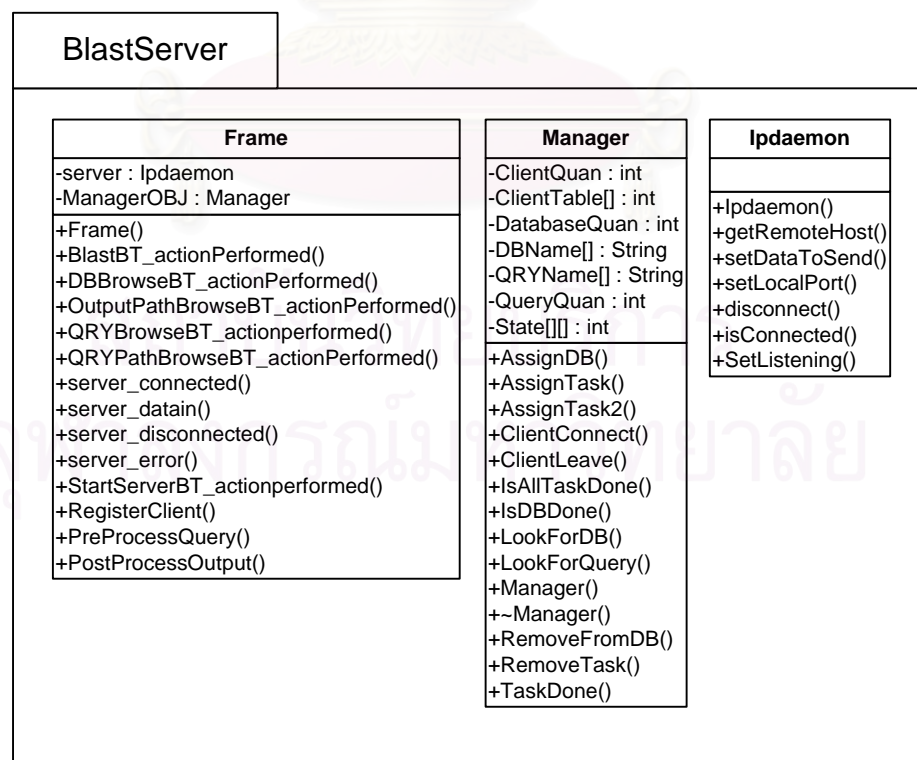 BlastServer
Frame
-server : Ipdaemon
-ManagerOBJ : Manager
+Frame()
+BlastBT_actionPerformed()
+DBBrowseBT_actionPerformed()
+OutputPathBrowseBT_actionPerformed()
+QRYBrowseBT_actionperformed()
+QRYPathBrowseBT_actionPerformed()
+server_connected()
+server_datain()
+server_disconnected()
+server_error()
+StartServerBT_actionperformed()
+RegisterClient()
+PreProcessQuery()
+PostProcessOutput()
Manager
-ClientQuan : int
-ClientTable[] : int
-DatabaseQuan : int
-DBName[] : String
-QRYName[] : String
-QueryQuan : int
-State[][] : int
+AssignDB()
+AssignTask()
+AssignTask2()
+ClientConnect()
+ClientLeave()
+IsAllTaskDone()
+IsDBDone()
+LookForDB()
+LookForQuery()
+Manager()
+~Manager()
+RemoveFromDB()
+RemoveTask()
+TaskDone()
Ipdaemon
+Ipdaemon()
+getRemoteHost()
+setDataToSend()
+setLocalPort()
+disconnect()
+isConnected()
+SetListening()